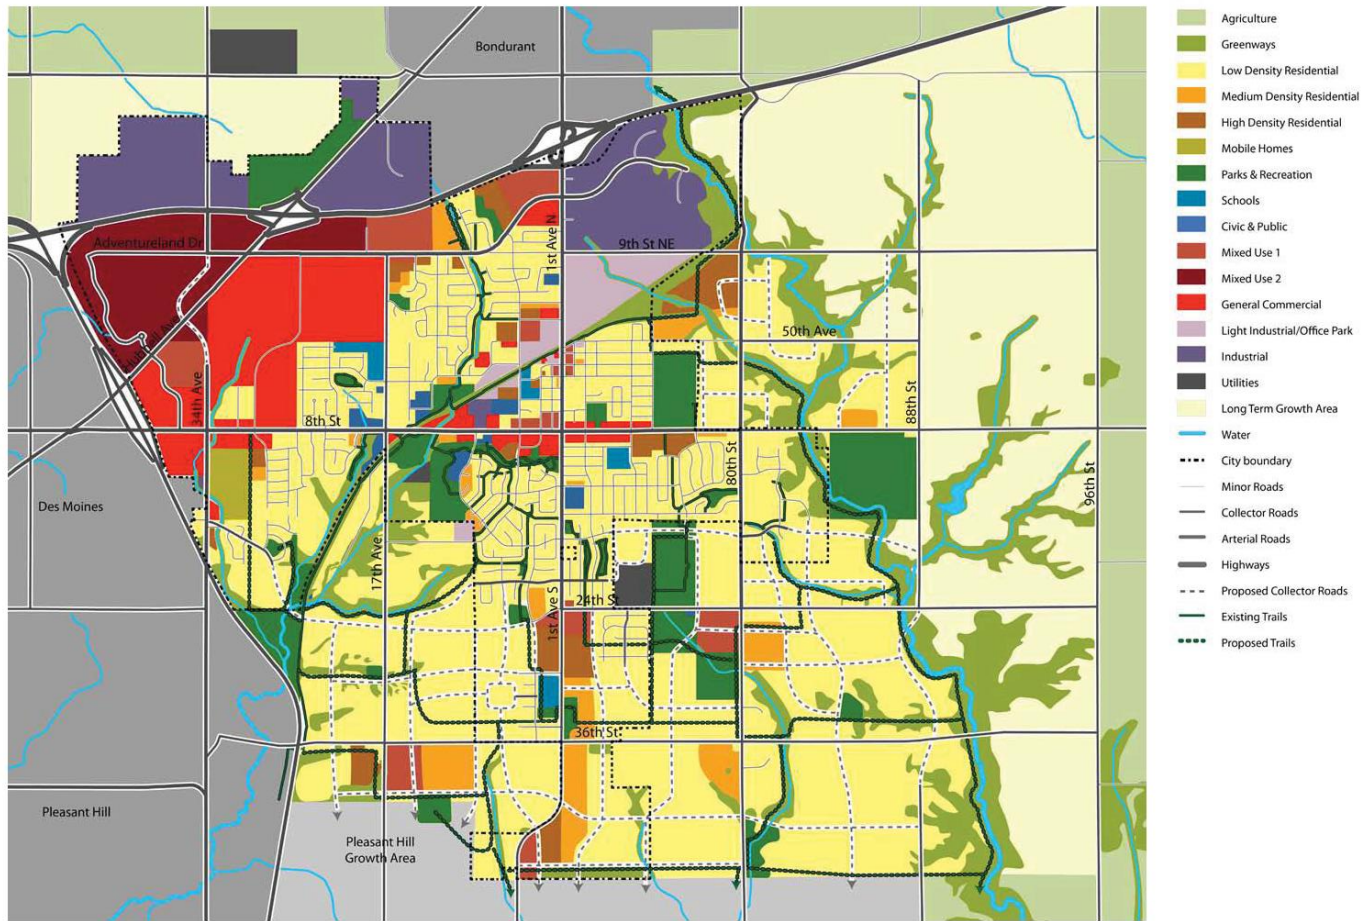 Bondurant
Adventureland Dr
1st Ave N
9th St NE
50th Ave
34th Ave
8th St
88th St
80th St
96th St
Des Moines
17th Ave
24th St
1st Ave S
36th St
Pleasant Hill
Pleasant Hill
Growth Area
Agriculture
Greenways
Low Density Residential
Medium Density Residential
High Density Residential
Mobile Homes
Parks & Recreation
Schools
Civic & Public
Mixed Use 1
Mixed Use 2
General Commercial
Light Industrial/Office Park
Industrial
Utilities
Long Term Growth Area
Water
City boundary
Minor Roads
Collector Roads
Arterial Roads
Highways
Proposed Collector Roads
Existing Trails
Proposed Trails